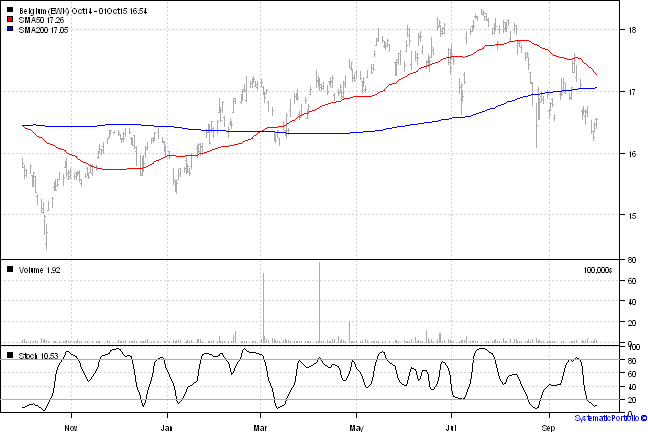 Belgium (EWK) Oct14 - 01Oct15 16.54
SMA50 17.26
SMA200 17.05
18
17
16
15
Volume 1.92
100,000s
80
60
40
20
0
Stoch 10.53
100
80
60
40
20
0
Nov Jan Mar May Jul Sep
SystematicPortfolio ©